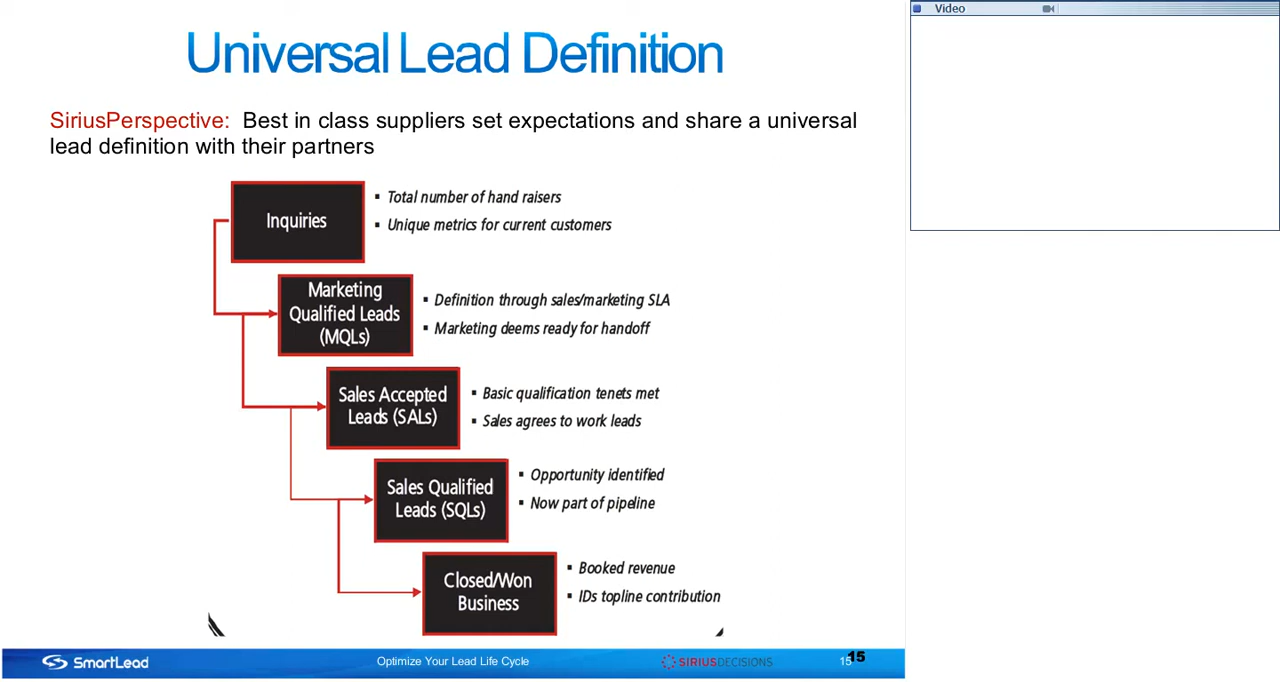 Universal Lead Definition
Video
SiriusPerspective: Best in class suppliers set expectations and share a universal
lead definition with their partners
Inquiries
▪ Total number of hand raisers
▪ Unique metrics for current customers
Marketing
Qualified Leads
(MQLs)
▪ Definition through sales/marketing SLA
▪ Marketing deems ready for handoff
Sales Accepted
Leads (SALs)
▪ Basic qualification tenets met
▪ Sales agrees to work leads
Sales Qualified
Leads (SQLs)
▪ Opportunity identified
▪ Now part of pipeline
Closed/Won
Business
▪ Booked revenue
▪ IDs topline contribution
SmartLead
Optimize Your Lead Life Cycle
SIRIUSDECISIONS
15
15